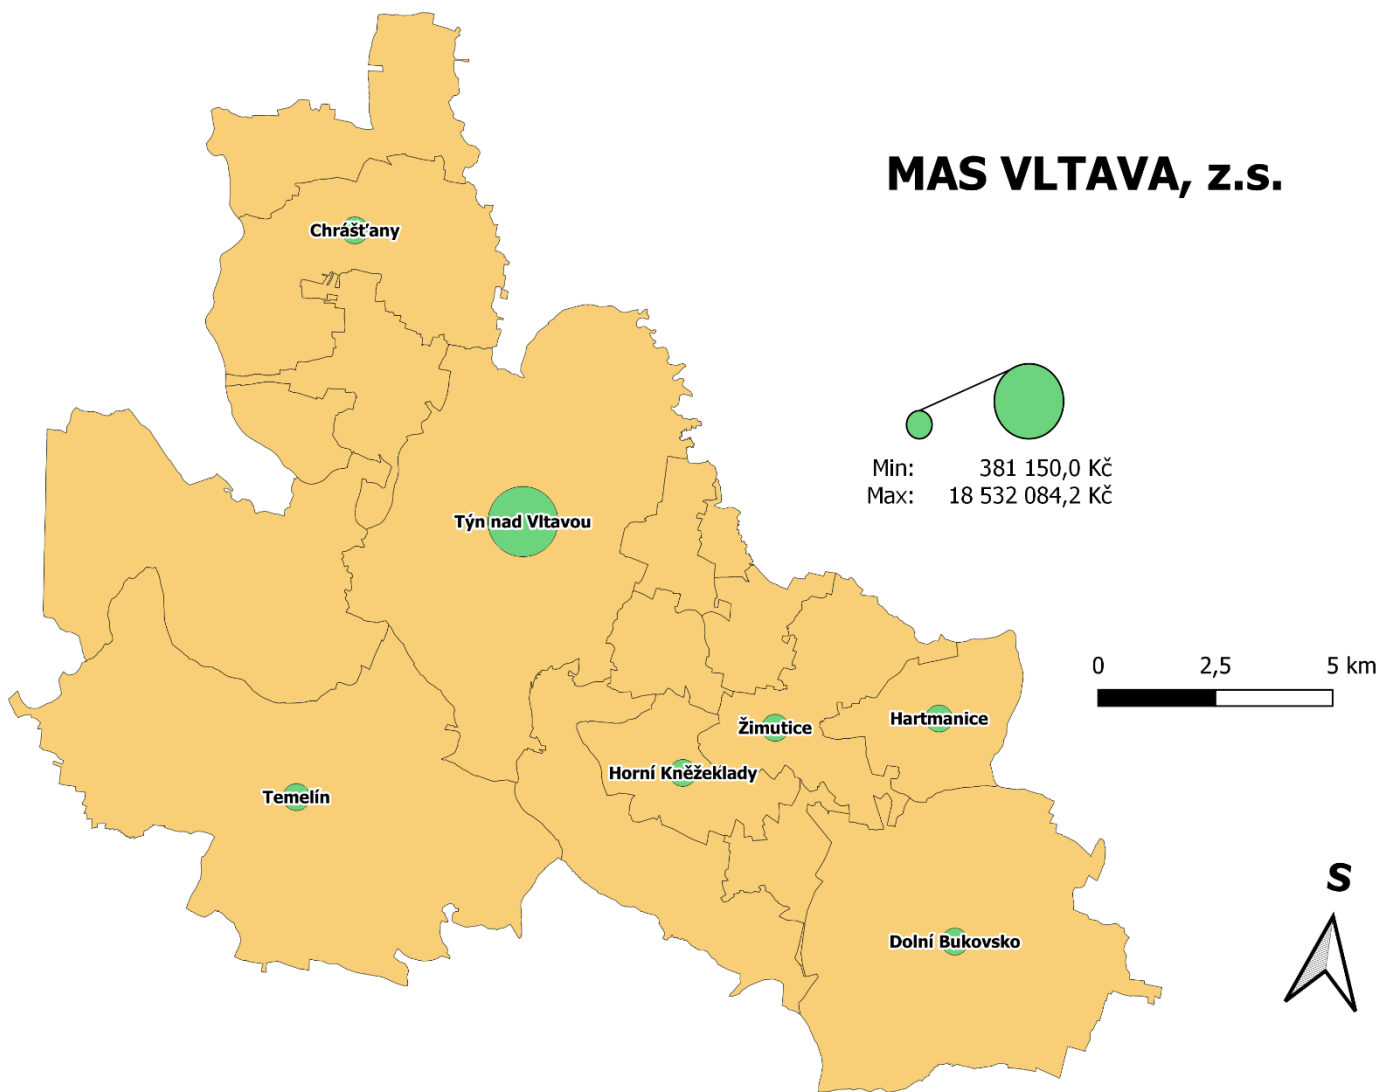 MAS VLTAVA, z.s.
Chrášťany
Min: 381 150,0 Kč
Max: 18 532 084,2 Kč
Týn nad Vltavou
0 2,5 5 km
Žimutice
Hartmanice
Horní Kněžeklady
Temelín
S
Dolní Bukovsko